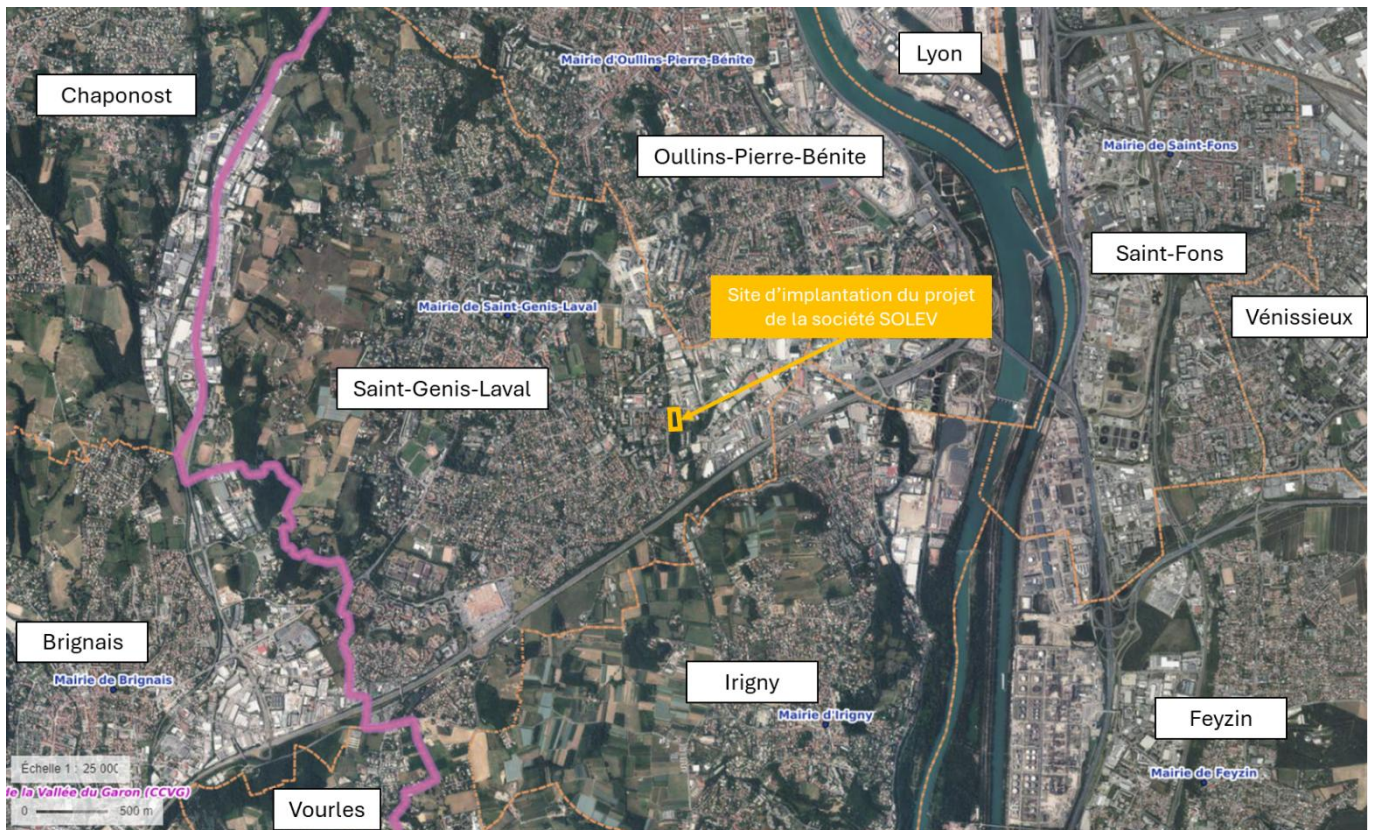 Lyon
Mairie d'Oullins-Pierre-Bénite
Chaponost
Mairie de Saint-Fons
Oullins-Pierre-Bénite
Saint-Fons
Site d'implantation du projet
de la société SOLEV
Mairie de Saint-Genis-Laval
Vénissieux
Saint-Genis-Laval
Brignais
Mairie de Brignais
Irigny
Mairie d'Irigny
Feyzin
Mairie de Feyzin
Échelle 1 : 25 000
de la Vallée du Garon (CCVG)
0 500 m
Vourles